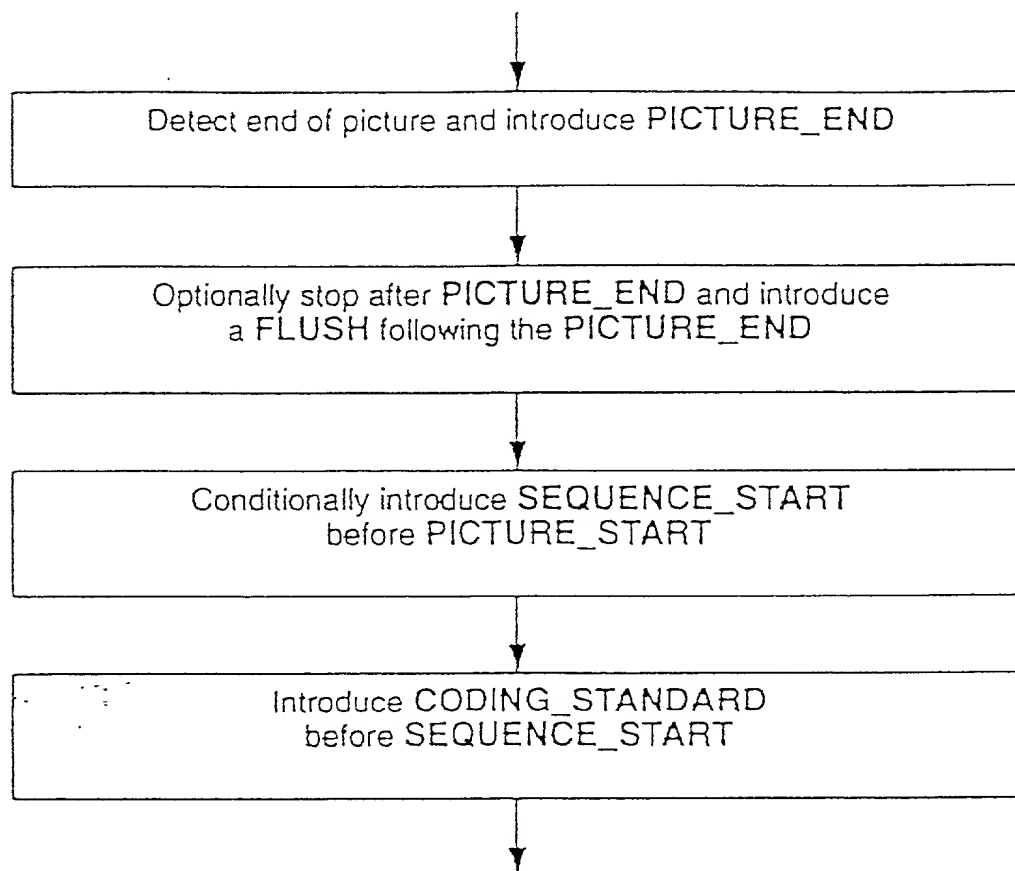 Detect end of picture and introduce PICTURE_END
Optionally stop after PICTURE_END and introduce
a FLUSH following the PICTURE_END
Conditionally introduce SEQUENCE_START
before PICTURE_START
Introduce CODING_STANDARD
before SEQUENCE_START